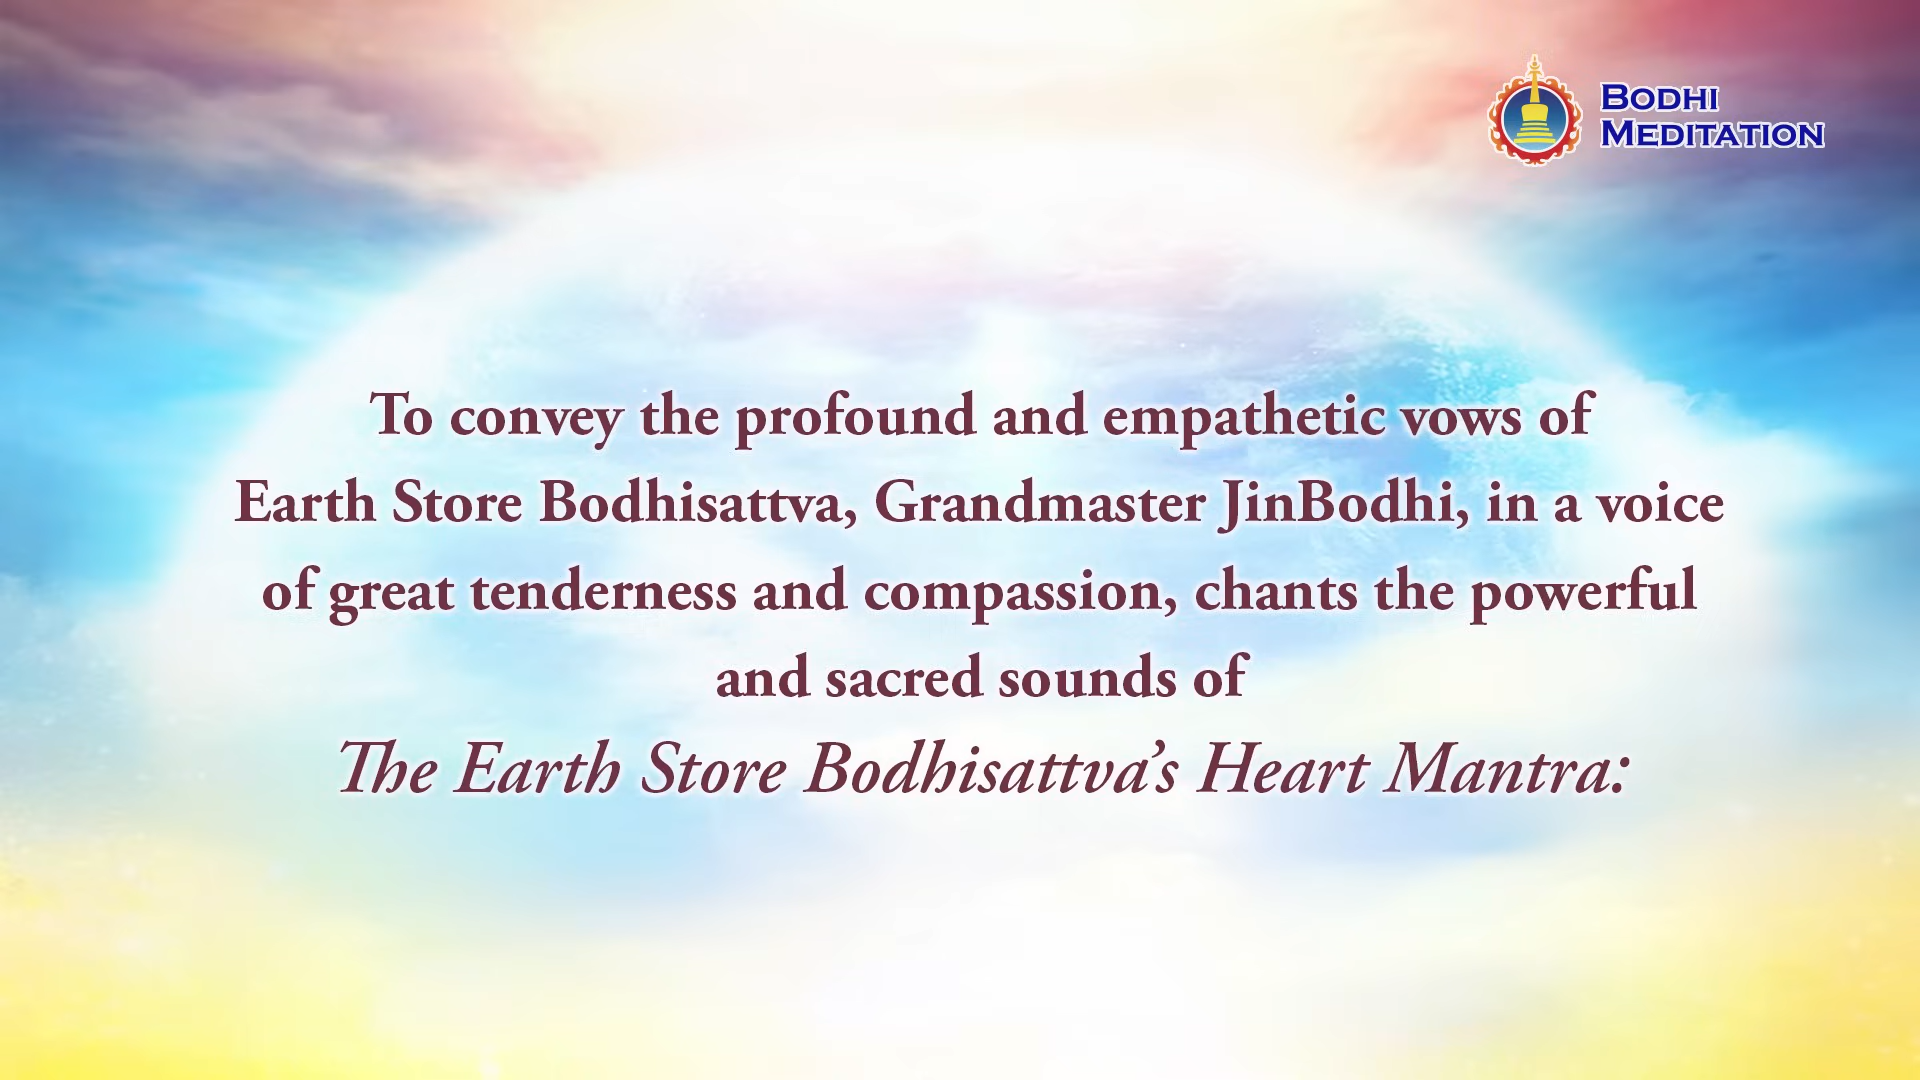 BODHI
MEDITATION
To convey the profound and empathetic vows of
Earth Store Bodhisattva, Grandmaster JinBodhi, in a voice
of great tenderness and compassion, chants the powerful
and sacred sounds of
The Earth Store Bodhisattva’s Heart Mantra: